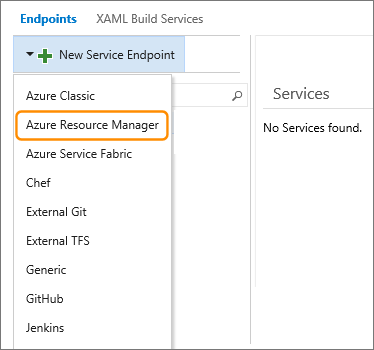 Endpoints XAML Build Services
New Service Endpoint
Azure Classic
Azure Resource Manager
Azure Service Fabric
Chef
External Git
External TFS
Generic
GitHub
Jenkins
Services
No Services found.